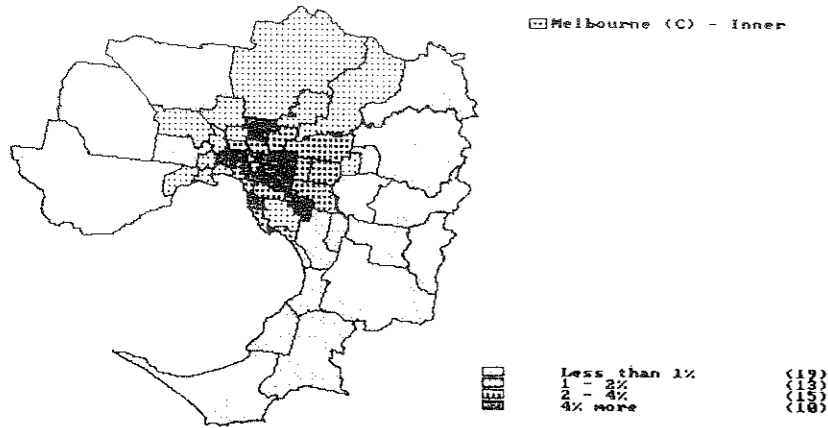 Melbourne (C) - Inner
Less than 1% (19)
1 - 2% (13)
2 - 4% (15)
4% more (10)